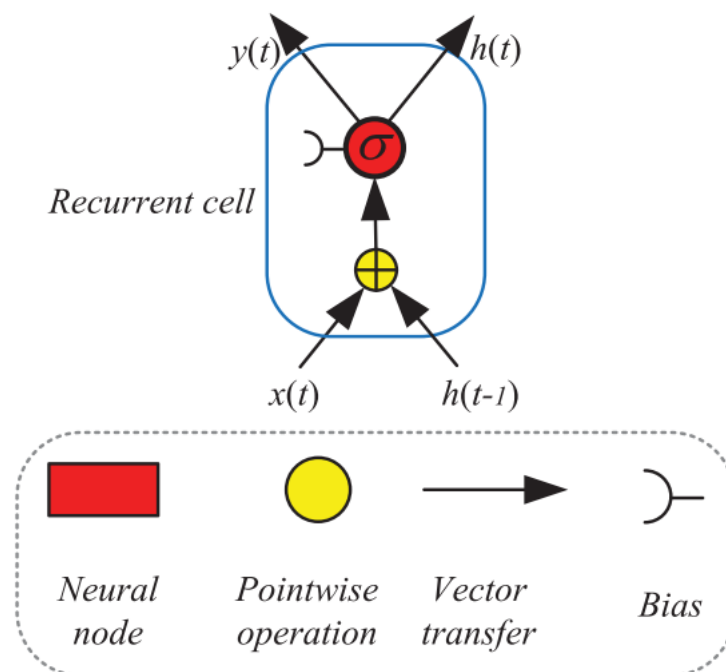 y(t) h(t)
σ
Recurrent cell
x(t) h(t-1)
Neural node
Pointwise operation
Vector transfer
Bias